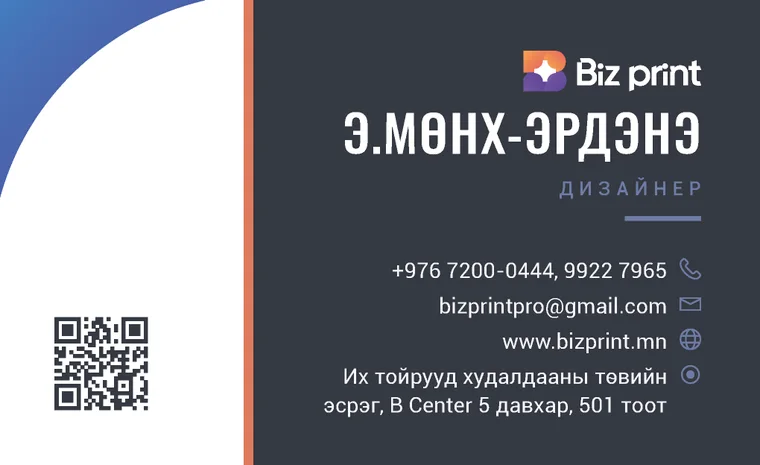 Biz print
Э.МӨНХ-ЭРДЭНЭ
ДИЗАЙНЕР
+976 7200-0444, 9922 7965
bizprintpro@gmail.com
www.bizprint.mn
Их тойрууд худалдааны төвийн
эсрэг, B Center 5 давхар, 501 тоот